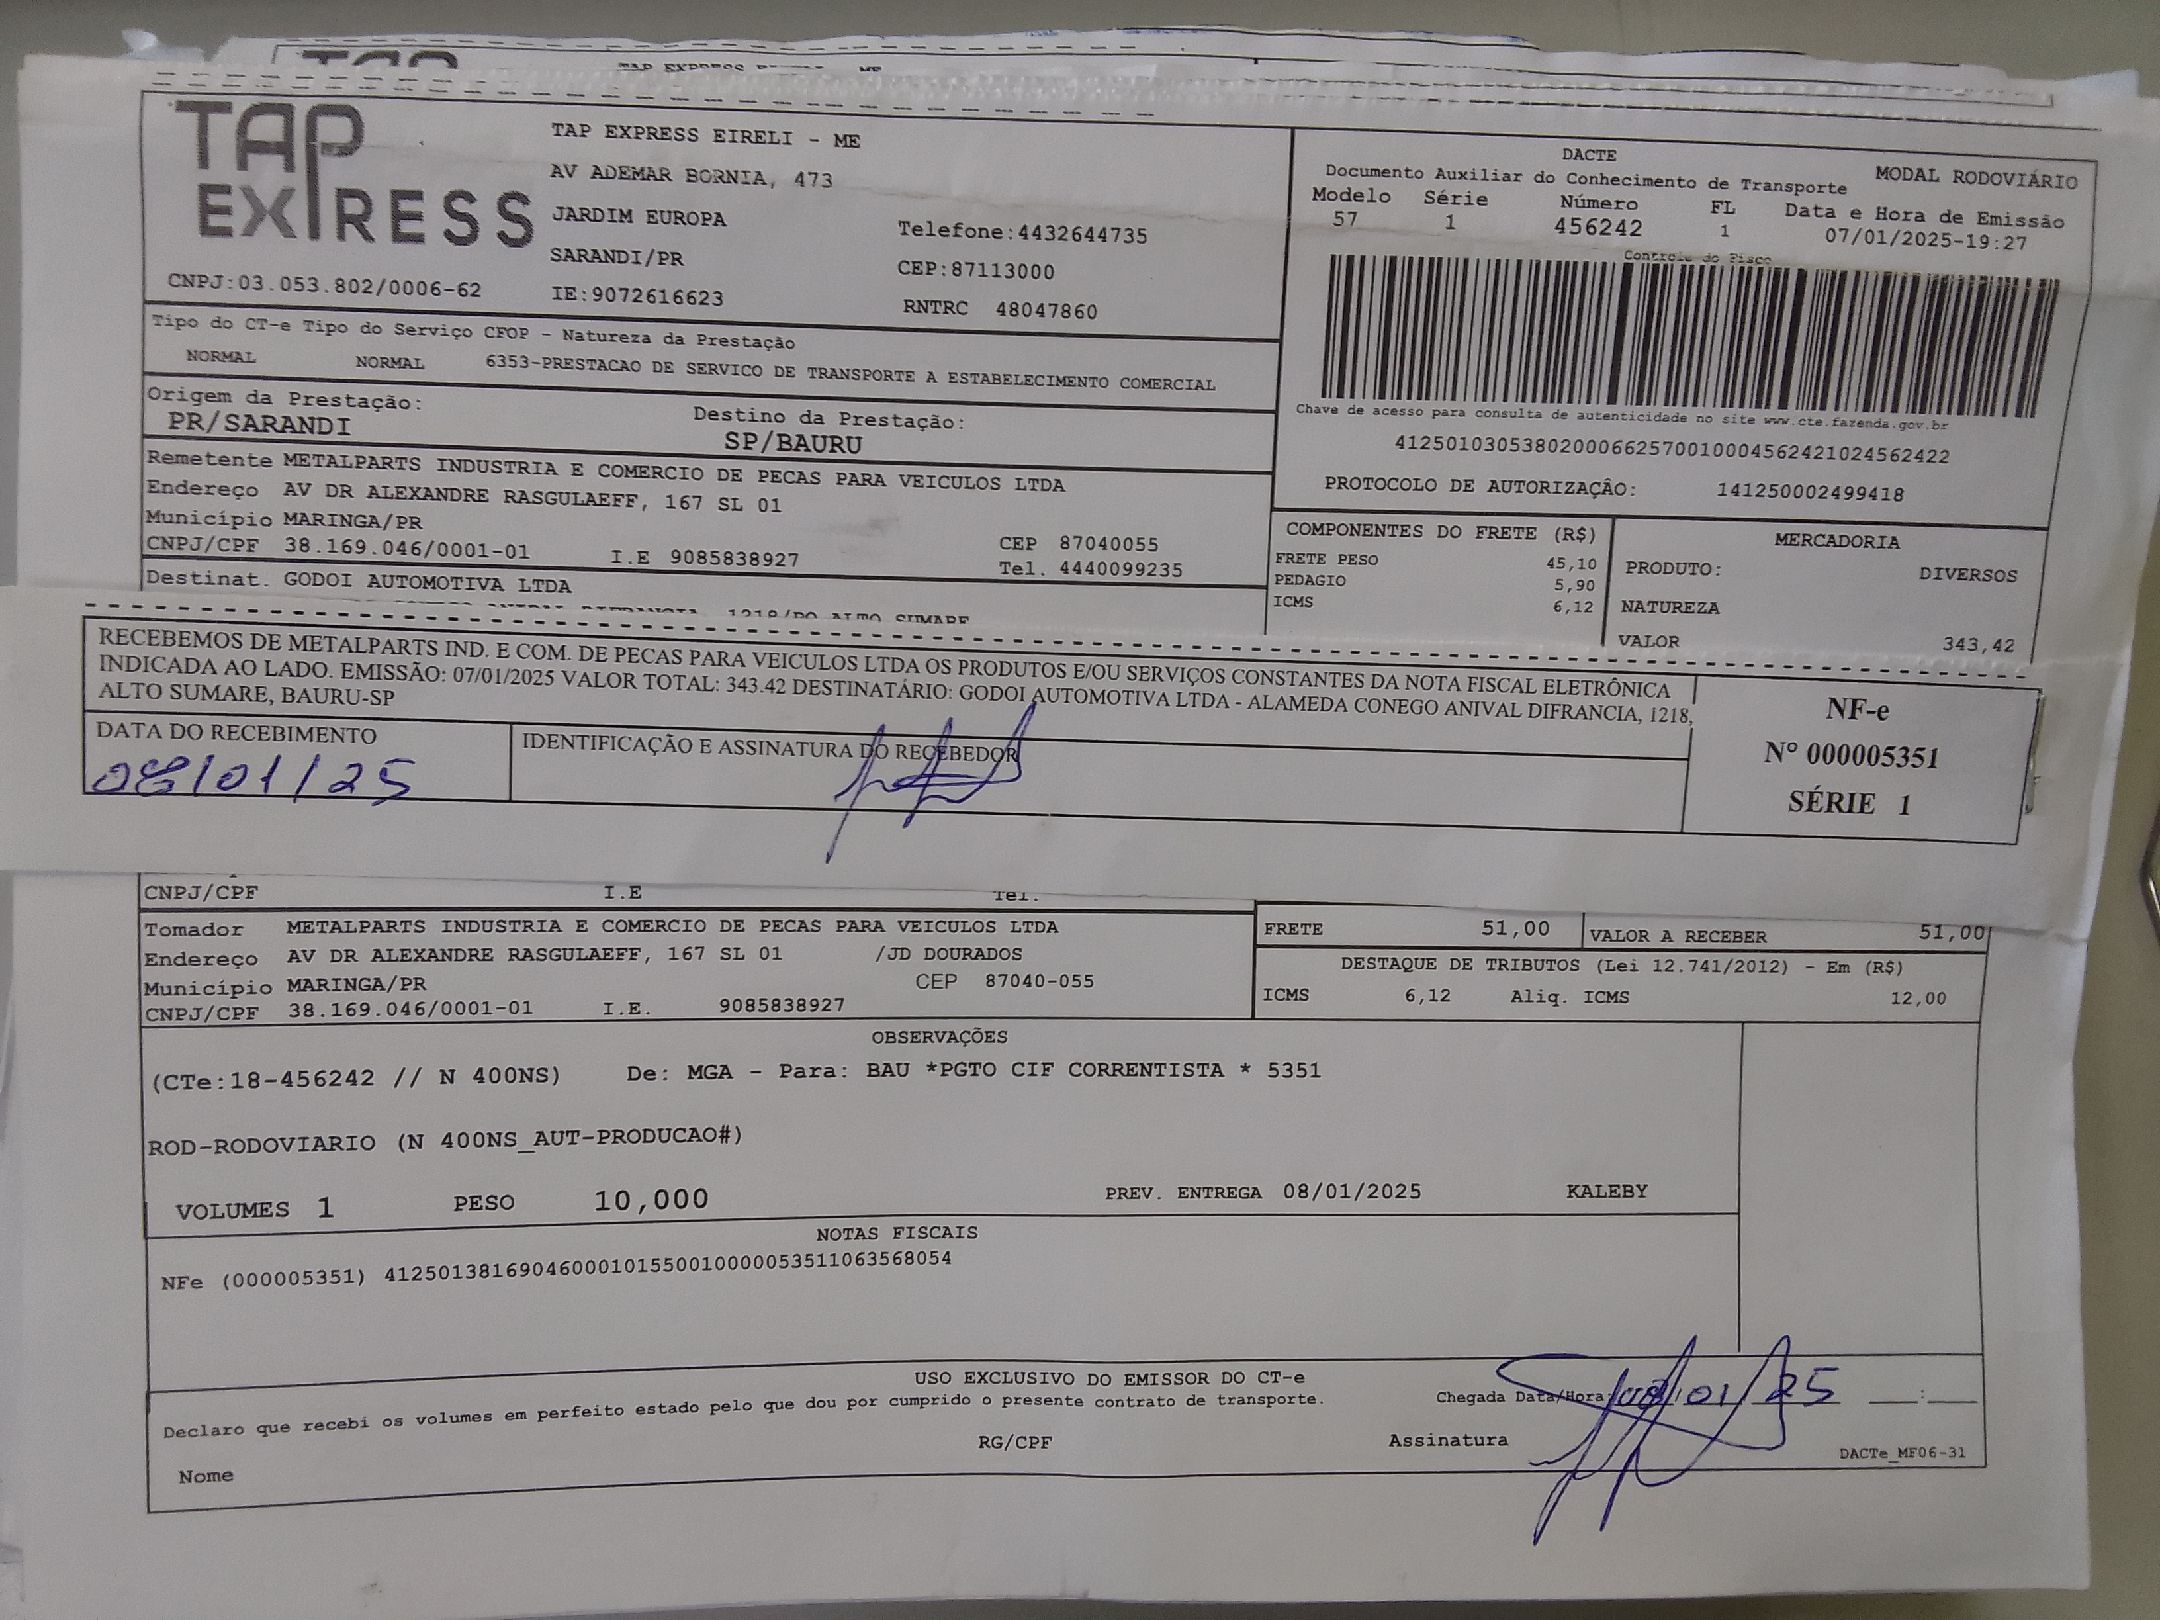 TAP EXPRESS EIRELI - ME
TAP
EXPRESS
TAP EXPRESS EIRELI - ME
AV ADEMAR BORNIA, 473
JARDIM EUROPA
Telefone:4432644735
SARANDI/PR
CEP:87113000
CNPJ:03.053.802/0006-62
IE:9072616623
RNTRC 48047860
DACTE
Documento Auxiliar do Conhecimento de Transporte
MODAL RODOVIÁRIO
Modelo Série Número FL Data e Hora de Emissão
57 1 456242 1 07/01/2025-19:27
Controle do Fisco
Chave de acesso para consulta de autenticidade no site www.cte.fazenda.gov.br
41250103053802000662570010004562421024562422
PROTOCOLO DE AUTORIZAÇÂO: 141250002499418
Tipo do CT-e Tipo do Serviço CFOP - Natureza da Prestação
NORMAL NORMAL 6353-PRESTACAO DE SERVICO DE TRANSPORTE A ESTABELECIMENTO COMERCIAL
Origem da Prestação: Destino da Prestação:
PR/SARANDI SP/BAURU
Remetente METALPARTS INDUSTRIA E COMERCIO DE PECAS PARA VEICULOS LTDA
Endereço AV DR ALEXANDRE RASGULAEFF, 167 SL 01
Município MARINGA/PR
CEP 87040055
CNPJ/CPF 38.169.046/0001-01 I.E 9085838927 Tel. 4440099235
Destinat. GODOI AUTOMOTIVA LTDA
COMPONENTES DO FRETE (R$)
FRETE PESO 45,10
PEDAGIO 5,90
ICMS 6,12
MERCADORIA
PRODUTO: DIVERSOS
NATUREZA
VALOR 343,42
RECEBEMOS DE METALPARTS IND. E COM. DE PECAS PARA VEICULOS LTDA OS PRODUTOS E/OU SERVIÇOS CONSTANTES DA NOTA FISCAL ELETRÔNICA
INDICADA AO LADO. EMISSÃO: 07/01/2025 VALOR TOTAL: 343.42 DESTINATÁRIO: GODOI AUTOMOTIVA LTDA - ALAMEDA CONEGO ANIVAL DIFRANCIA, 1218,
ALTO SUMARE, BAURU-SP
DATA DO RECEBIMENTO
08/01/25
IDENTIFICAÇÃO E ASSINATURA DO RECEBEDOR
NF-e
Nº 000005351
SÉRIE 1
CNPJ/CPF I.E Tel.
Tomador METALPARTS INDUSTRIA E COMERCIO DE PECAS PARA VEICULOS LTDA
Endereço AV DR ALEXANDRE RASGULAEFF, 167 SL 01 /JD DOURADOS
Município MARINGA/PR CEP 87040-055
CNPJ/CPF 38.169.046/0001-01 I.E. 9085838927
FRETE 51,00 VALOR A RECEBER 51,00
DESTAQUE DE TRIBUTOS (Lei 12.741/2012) - Em (R$)
ICMS 6,12 Aliq. ICMS 12,00
OBSERVAÇÕES
(CTe:18-456242 // N 400NS) De: MGA - Para: BAU *PGTO CIF CORRENTISTA * 5351
ROD-RODOVIARIO (N 400NS_AUT-PRODUCAO#)
VOLUMES 1 PESO 10,000 PREV. ENTREGA 08/01/2025 KALEBY
NOTAS FISCAIS
NFe (000005351) 41250138169046000101550010000053511063568054
USO EXCLUSIVO DO EMISSOR DO CT-e
Declaro que recebi os volumes em perfeito estado pelo que dou por cumprido o presente contrato de transporte.
Chegada Data/Hora 08/01/25 __:__
Nome RG/CPF Assinatura
DACTe_MF06-31